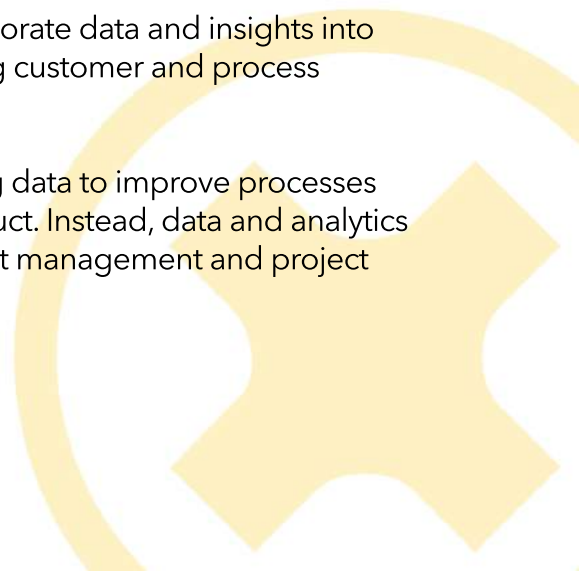 orate data and insights into
g customer and process
g data to improve processes
uct. Instead, data and analytics
t management and project